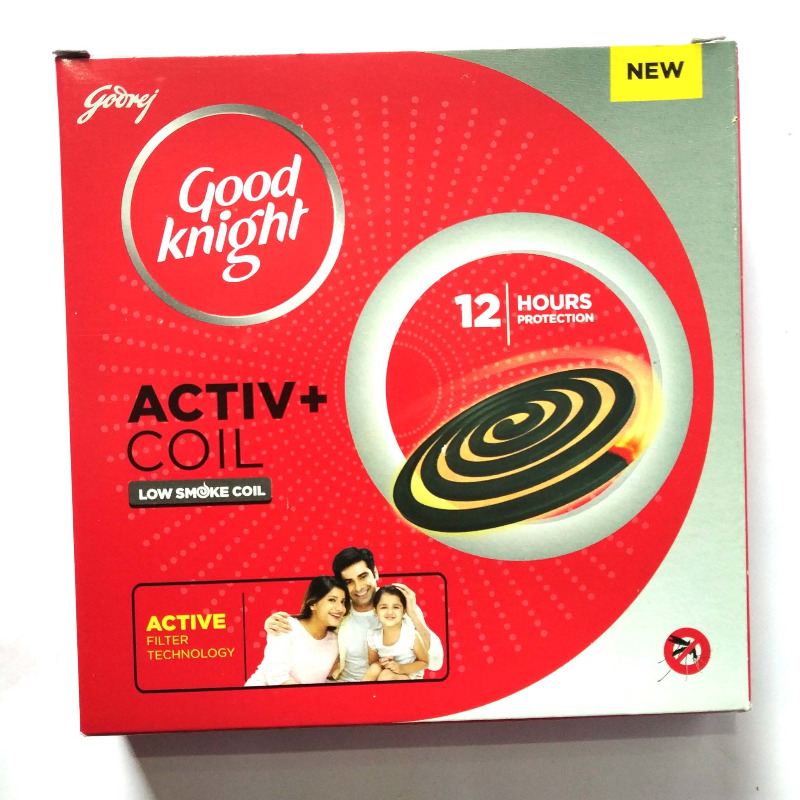 Godrej
NEW
Good
knight
12 HOURS
PROTECTION
ACTIV+
COIL
LOW SMOKE COIL
ACTIVE
FILTER
TECHNOLOGY